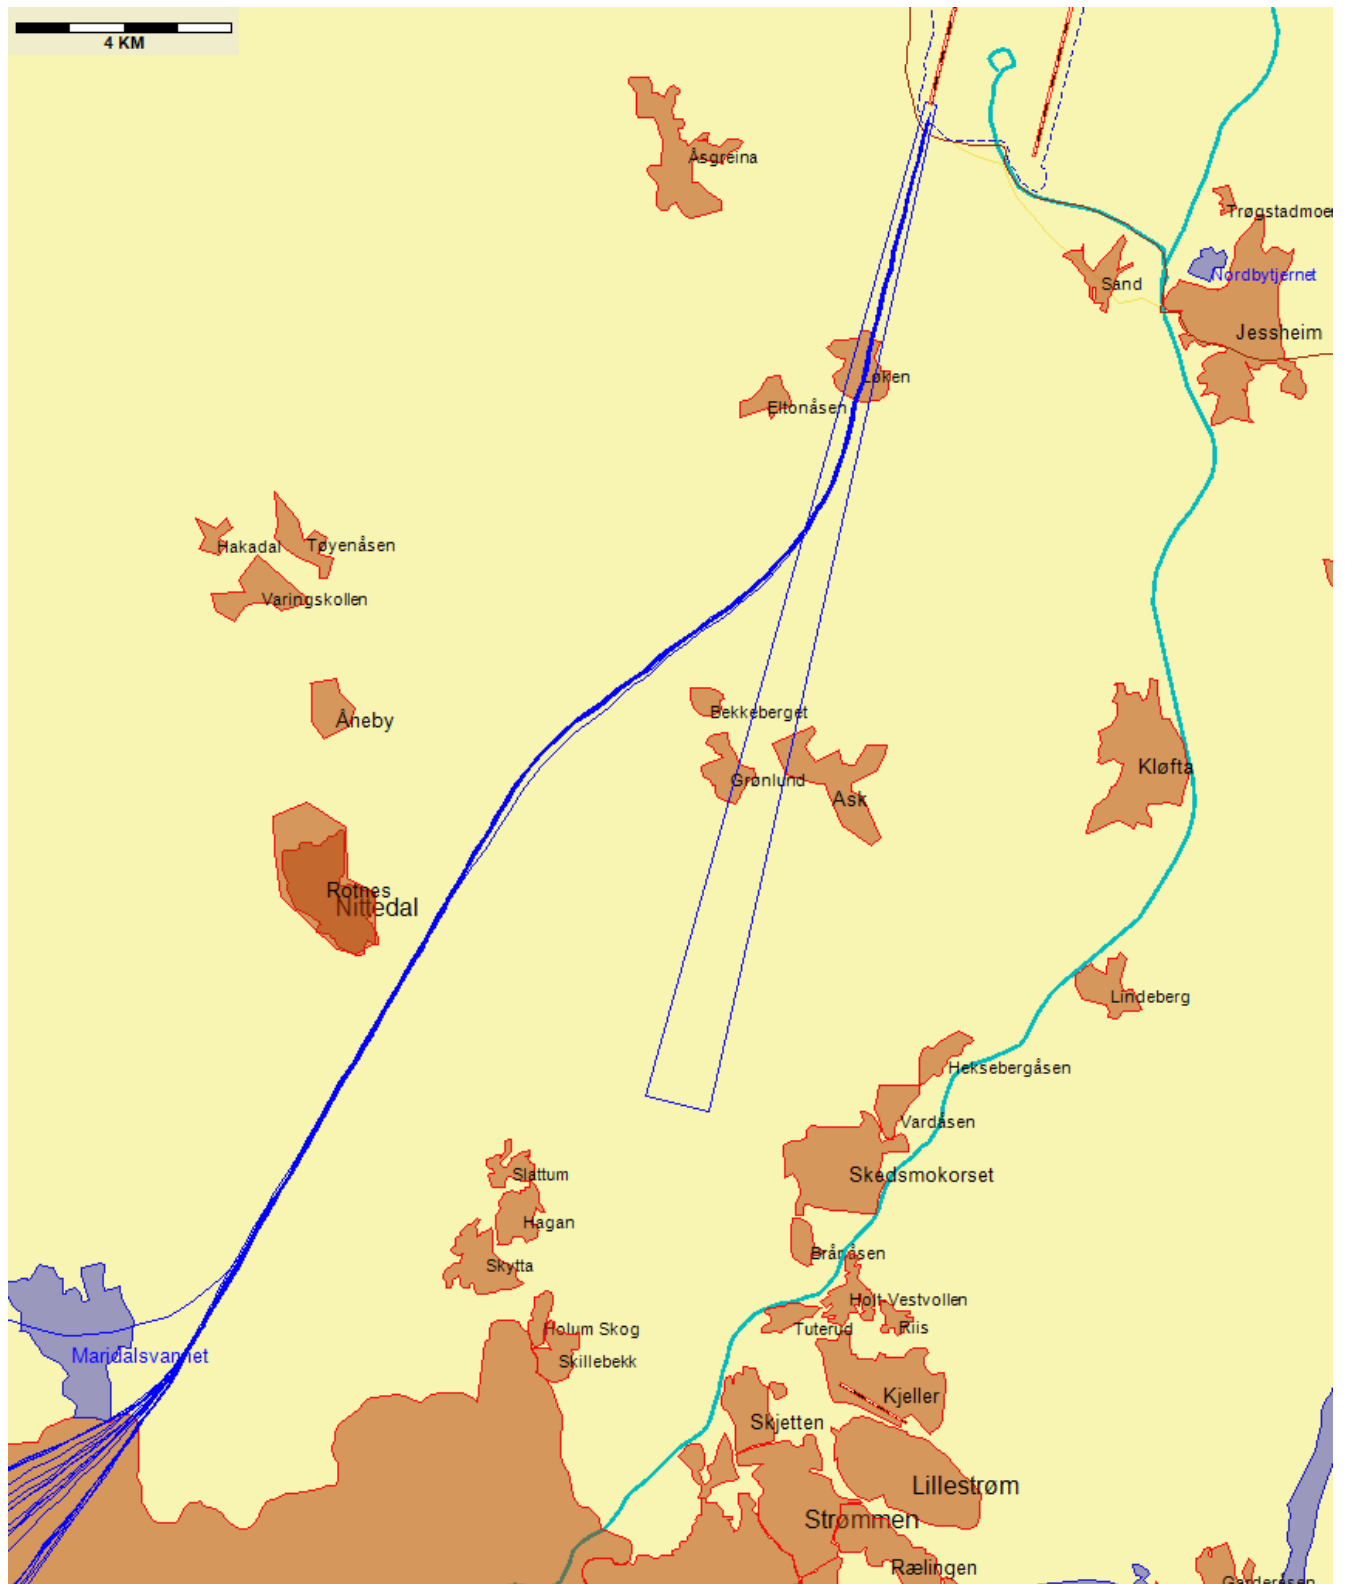 4 KM
Åsgreina
Trøgstadmoer
Nordbytjernet
Sand
Jessheim
Løken
Eltonåsen
Hakadal
Tøyenåsen
Varingskollen
Bekkeberget
Åneby
Kløfta
Grønlund
Ask
Rotnes
Nittedal
Lindeberg
Heksebergåsen
Vardåsen
Slattum
Skedsmokorset
Hagan
Brånåsen
Skytta
Holt Vestvollen
Holum Skog
Tuterud
Riis
Maridalsvannet
Skillebekk
Kjeller
Skjetten
Lillestrøm
Strømmen
Rælingen